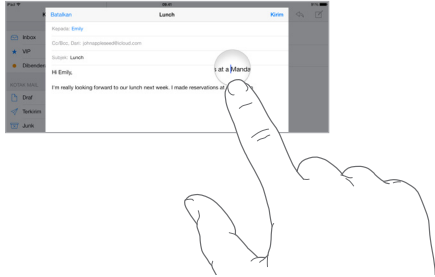 iPad
Batalkan Lunch Kirim
Kepada: Emily
Cc/Bcc, Dari: johnappleseed@icloud.com
Inbox
Subjek: Lunch
VIP
s at a Manda
Hi Emily,
I'm really looking forward to our lunch next week. I made reservations at
Draf
Terkirim
Junk